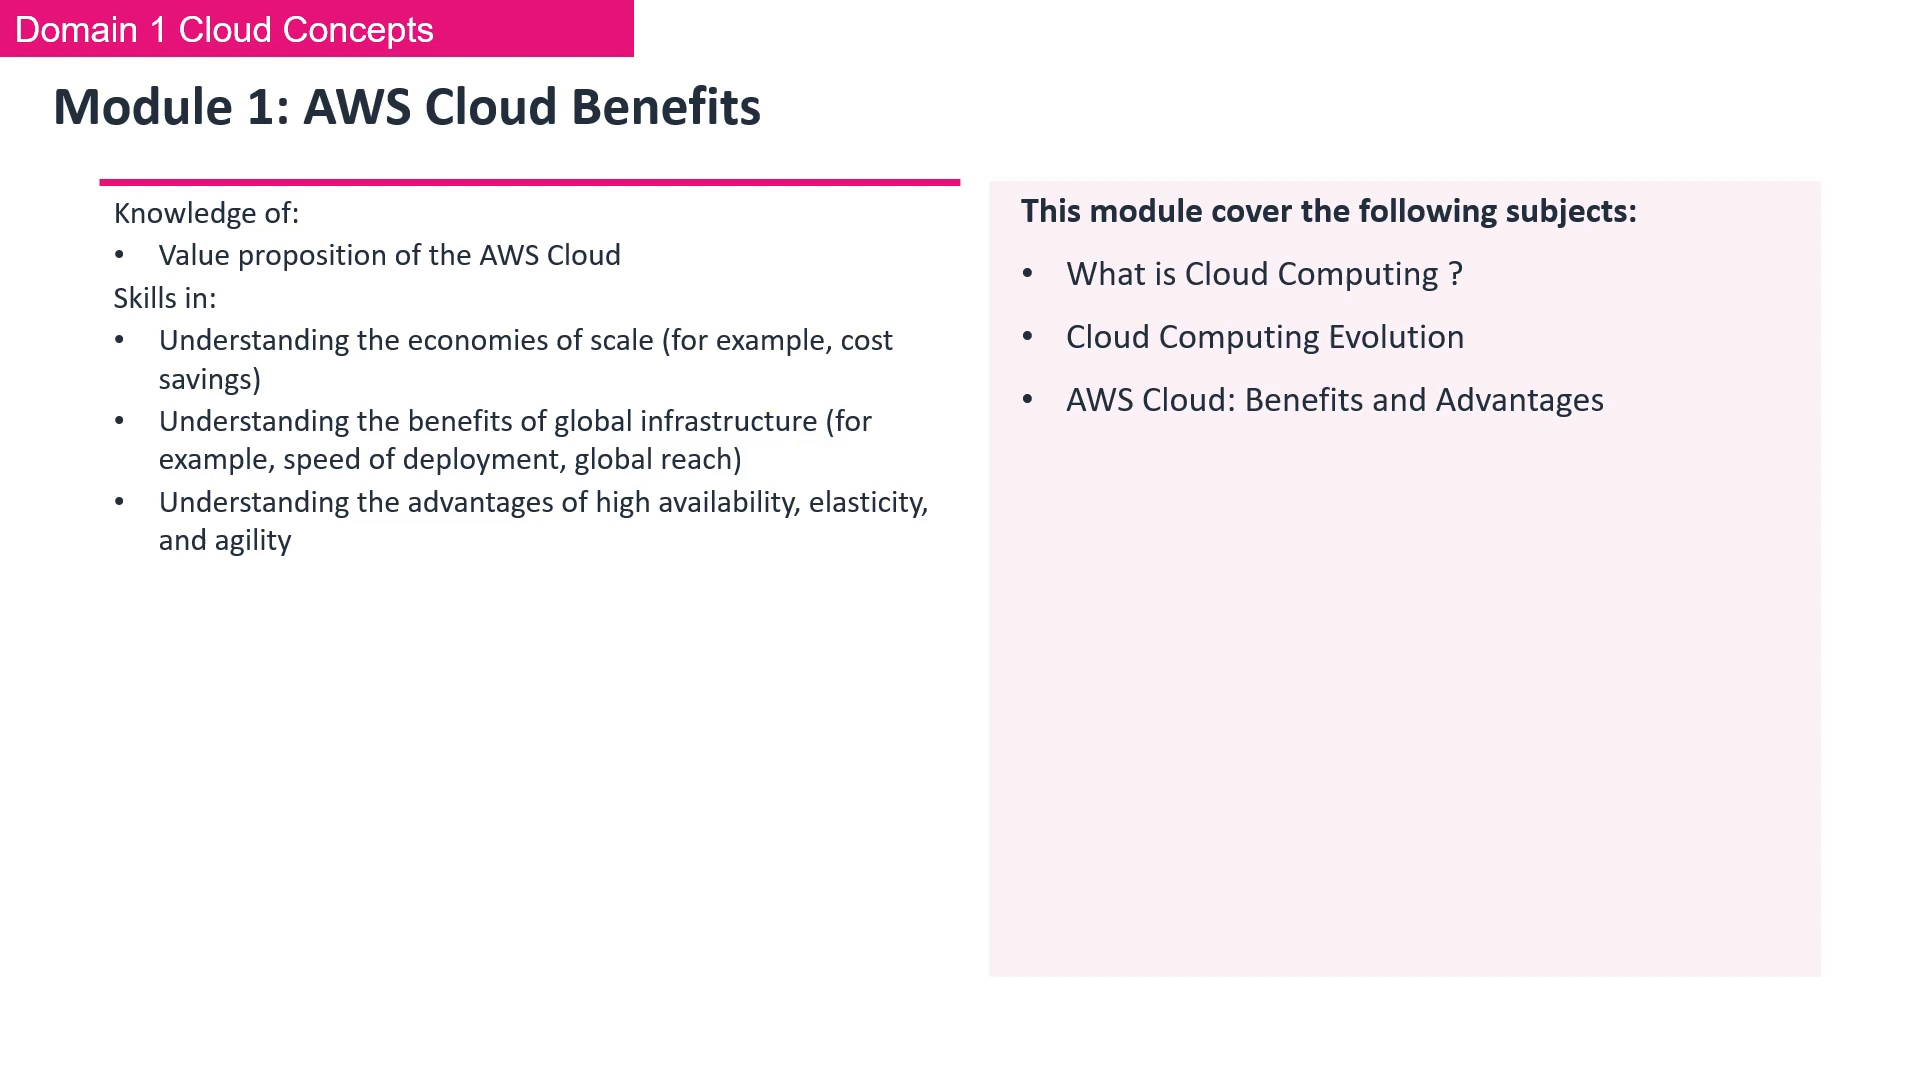 Domain 1 Cloud Concepts
Module 1: AWS Cloud Benefits
Knowledge of:
• Value proposition of the AWS Cloud
Skills in:
• Understanding the economies of scale (for example, cost
savings)
• Understanding the benefits of global infrastructure (for
example, speed of deployment, global reach)
• Understanding the advantages of high availability, elasticity,
and agility
This module cover the following subjects:
• What is Cloud Computing ?
• Cloud Computing Evolution
• AWS Cloud: Benefits and Advantages